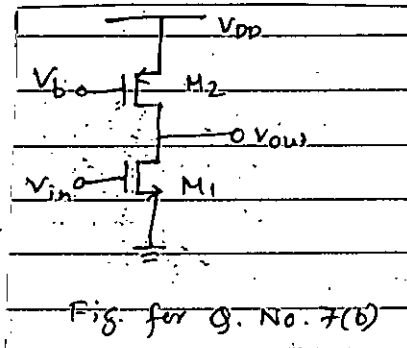 VDD
Vb M2
Vout
Vin M1
Fig. for Q. No. 7(b)